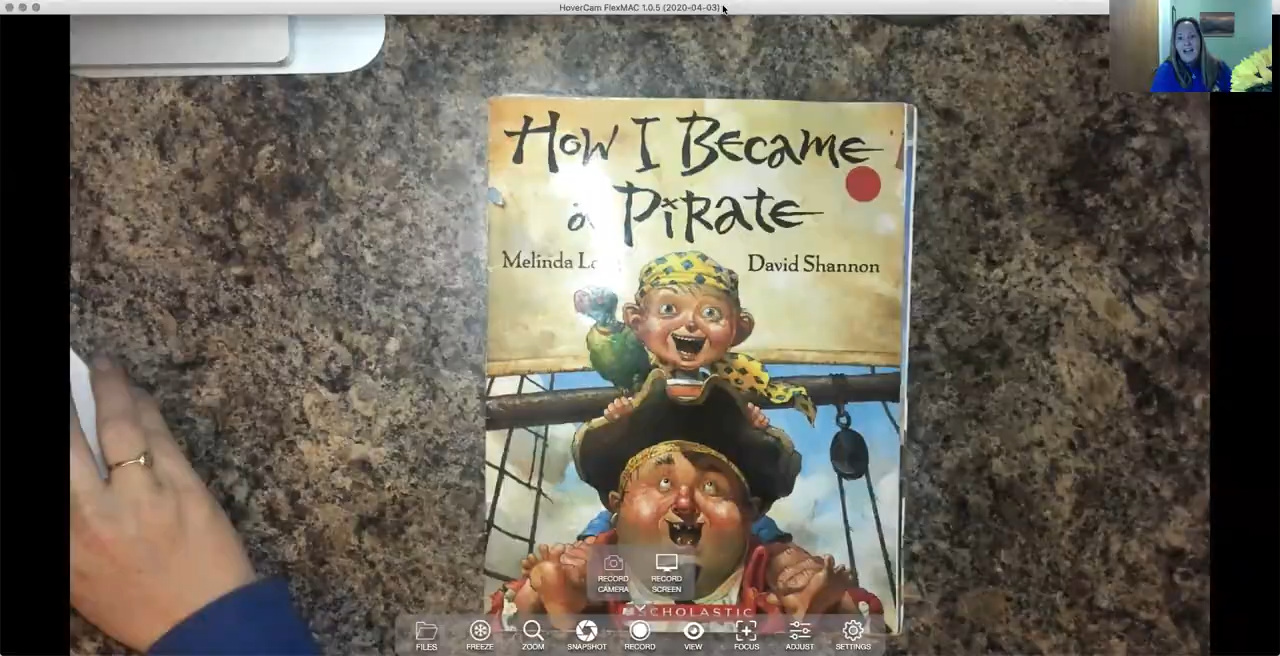 HoverCam FlexMAC 1.0.5 (2020-04-03)
How I Became
a Pirate
Melinda
David Shannon
RECORD CAMERA
RECORD SCREEN
SCHOLASTIC
FILES
FREEZE
ZOOM
SNAPSHOT
RECORD
VIEW
FOCUS
ADJUST
SETTINGS